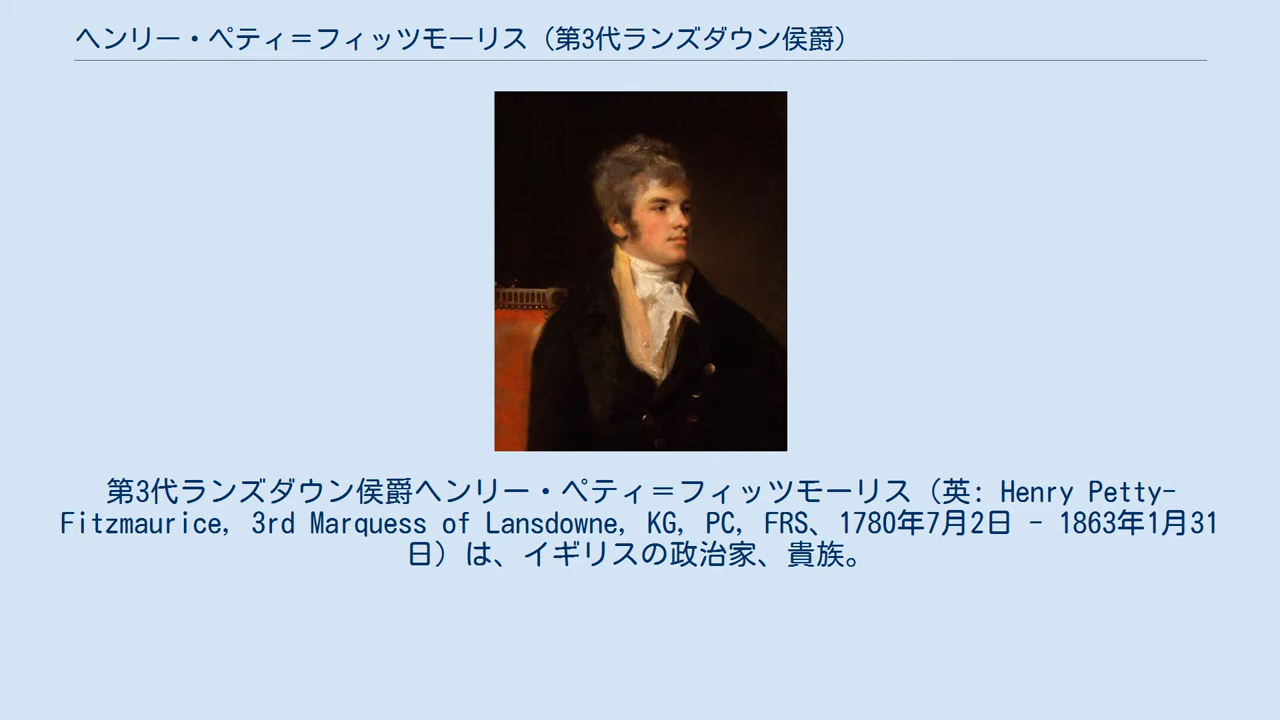 ヘンリー・ペティ＝フィッツモーリス（第3代ランズダウン侯爵）
第3代ランズダウン侯爵ヘンリー・ペティ＝フィッツモーリス（英: Henry Petty-
Fitzmaurice, 3rd Marquess of Lansdowne, KG, PC, FRS、1780年7月2日 - 1863年1月31
日）は、イギリスの政治家、貴族。